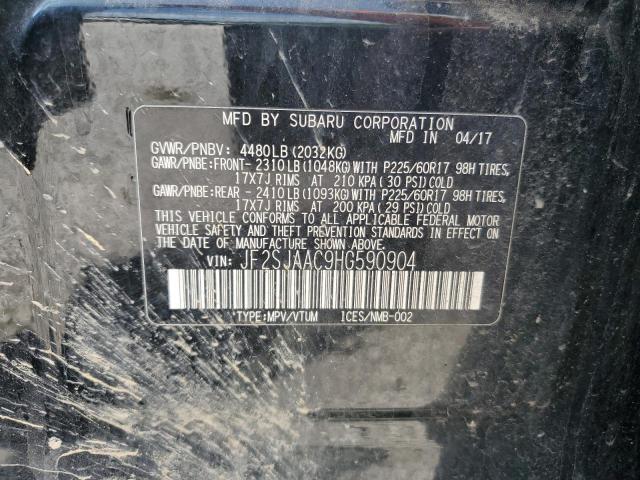 MFD BY SUBARU CORPORATION
MFD IN 04/17
GVWR/PNBV: 4480LB(2032KG)
GAWR/PNBE:FRONT- 2310LB(1048KG)WITH P225/60R17 98H TIRES,
17X7J RIMS AT 210 KPA(30 PSI)COLD
GAWR/PNBE:REAR - 2410LB(1093KG)WITH P225/60R17 98H TIRES,
17X7J RIMS AT 200 KPA(29 PSI)COLD
THIS VEHICLE CONFORMS TO ALL APPLICABLE FEDERAL MOTOR
VEHICLE SAFETY AND THEFT PREVENTION STANDARDS IN EFFECT
ON THE DATE OF MANUFACTURE SHOWN ABOVE.
VIN: JF2SJAAC9HG590904
TYPE:MPV/VTUM ICES/NMB-002